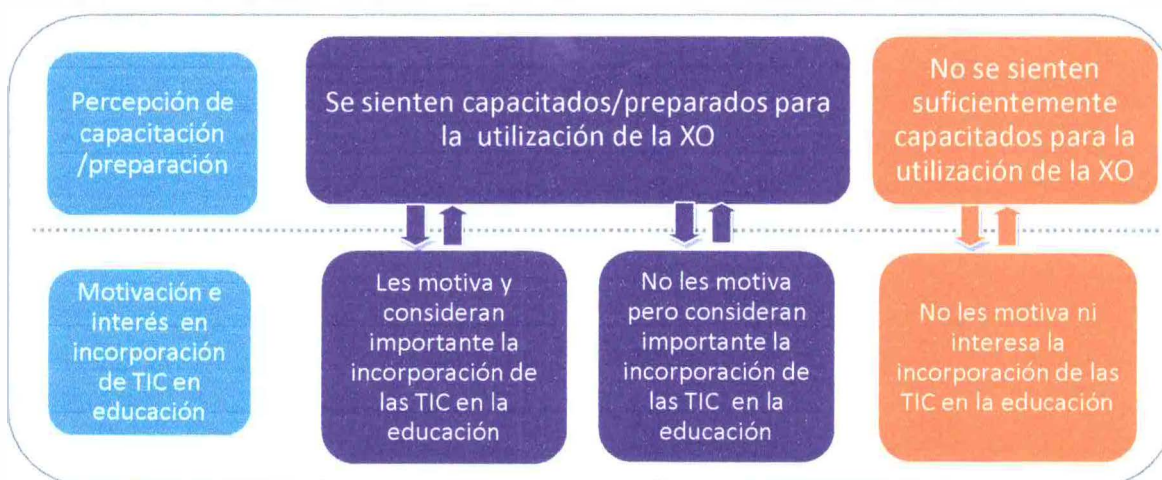 Percepción de
capacitación
/preparación
Se sienten capacitados/preparados para
la utilización de la XO
No se sienten
suficientemente
capacitados para la
utilización de la XO
Motivación e
interés en
incorporación
de TIC en
educación
Les motiva y
consideran
importante la
incorporación de
las TIC en la
educación
No les motiva
pero consideran
importante la
incorporación de
las TIC en la
educación
No les motiva ni
interesa la
incorporación de las
TIC en la educación